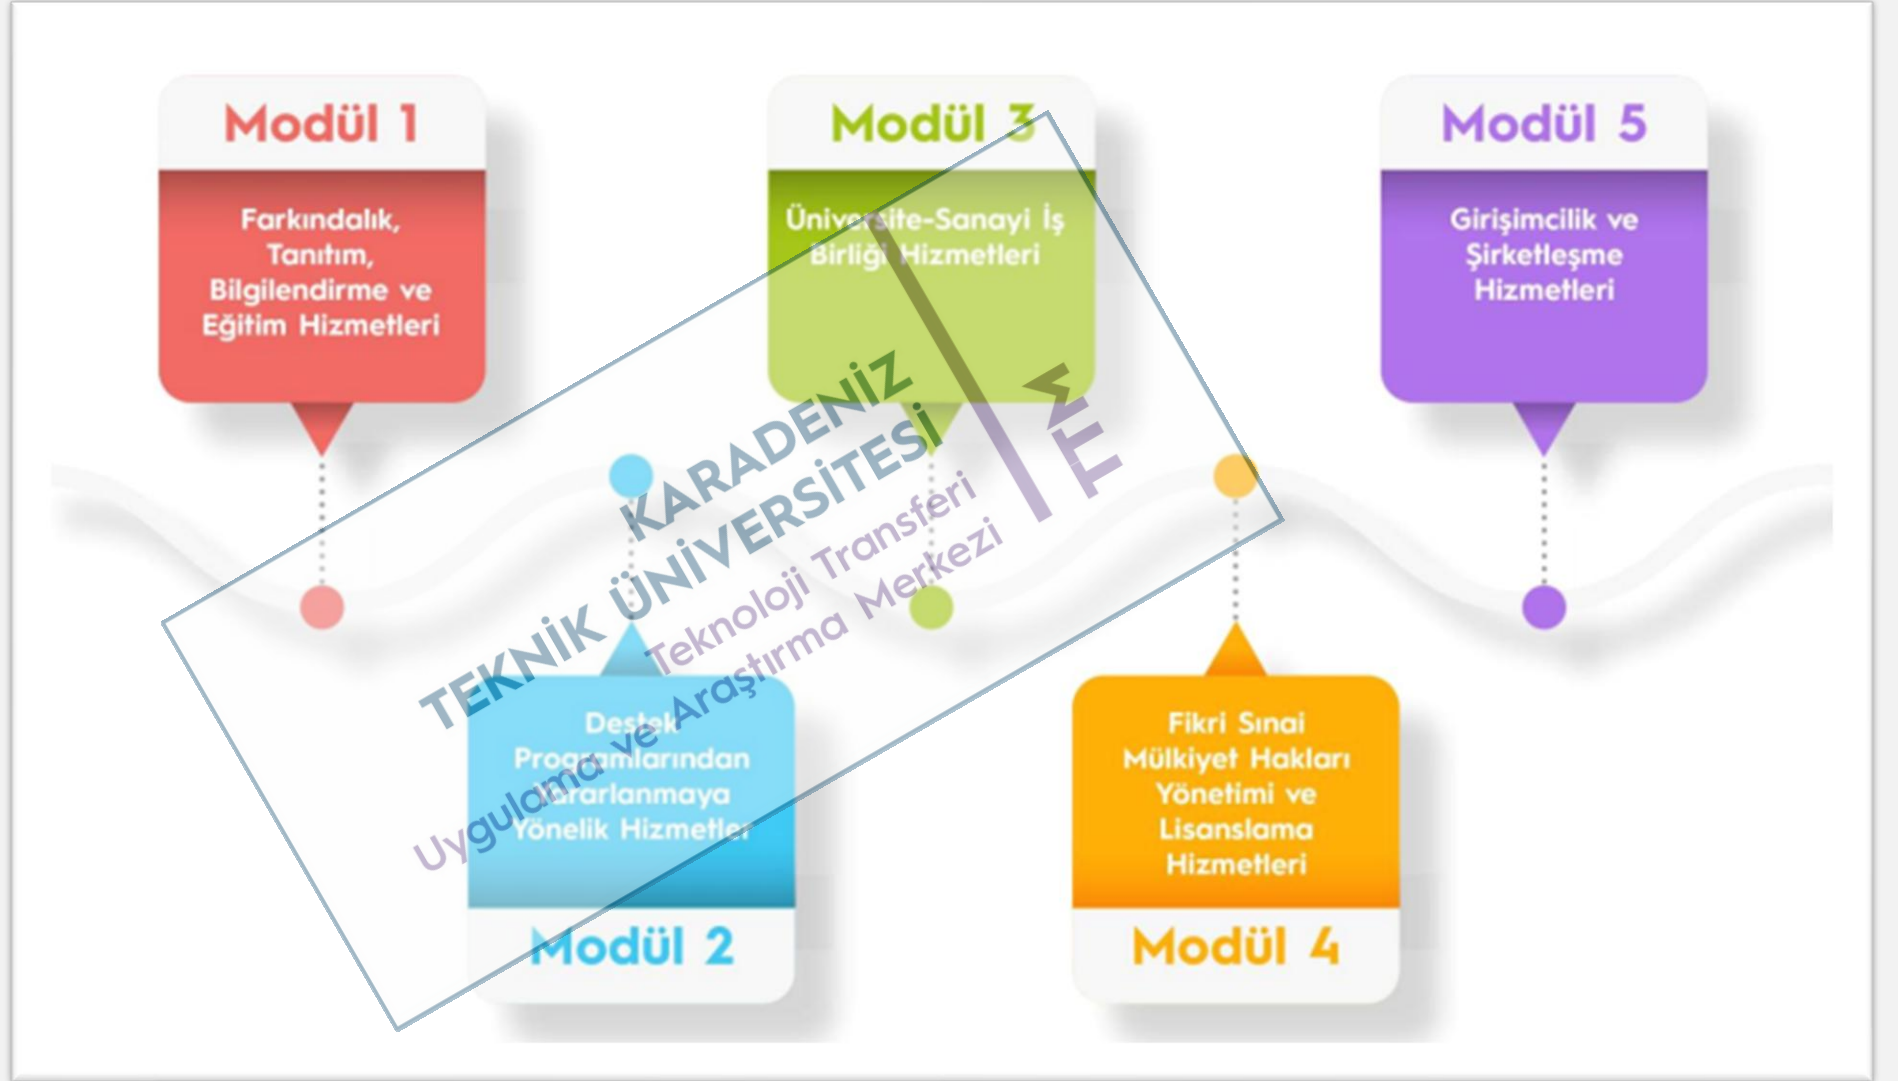 Modül 1
Farkındalık,
Tanıtım,
Bilgilendirme ve
Eğitim Hizmetleri
Modül 3
Üniversite-Sanayi İş
Birliği Hizmetleri
Modül 5
Girişimcilik ve
Şirketleşme
Hizmetleri
KARADENİZ
TEKNİK ÜNİVERSİTESİ
Teknoloji Transferi
Uygulama ve Araştırma Merkezi
Destek
Programlarından
Yararlanmaya
Yönelik Hizmetler
Modül 2
Fikri Sınai
Mülkiyet Hakları
Yönetimi ve
Lisanslama
Hizmetleri
Modül 4